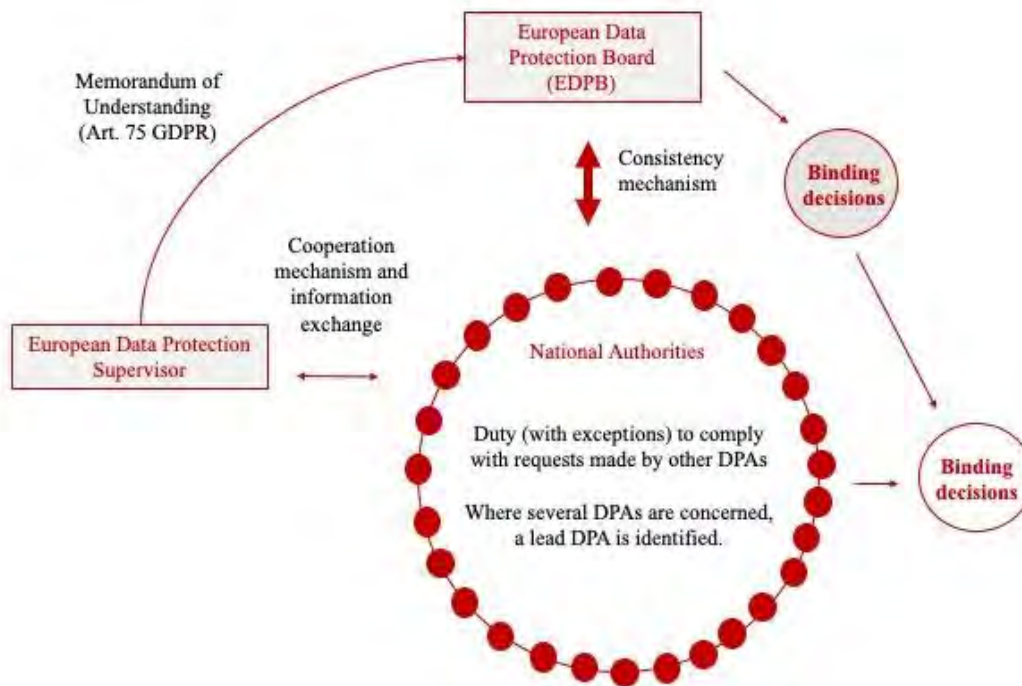 European Data
Protection Board
(EDPB)
Memorandum of
Understanding
(Art. 75 GDPR)
Consistency
mechanism
Binding
decisions
Cooperation
mechanism and
information
exchange
European Data Protection
Supervisor
National Authorities
Duty (with exceptions) to comply
with requests made by other DPAs
Where several DPAs are concerned,
a lead DPA is identified.
Binding
decisions